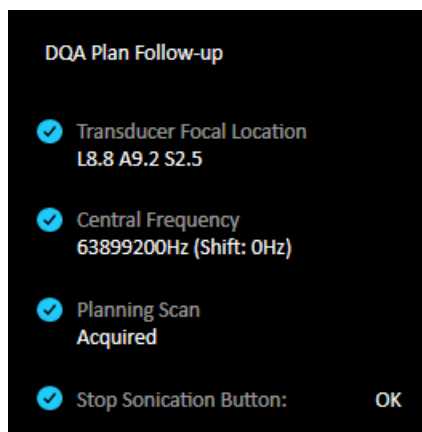 DQA Plan Follow-up
Transducer Focal Location
L8.8 A9.2 S2.5
Central Frequency
63899200Hz (Shift: 0Hz)
Planning Scan
Acquired
Stop Sonication Button: OK